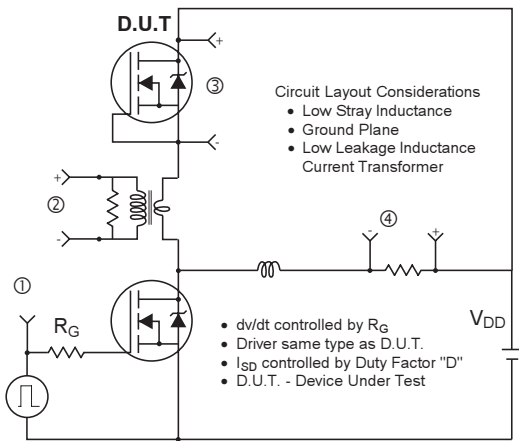 D.U.T
+
③
-
Circuit Layout Considerations
• Low Stray Inductance
• Ground Plane
• Low Leakage Inductance
Current Transformer
+
②
-
④
- +
①
R_G
V_DD
• dv/dt controlled by R_G
• Driver same type as D.U.T.
• I_SD controlled by Duty Factor "D"
• D.U.T. - Device Under Test